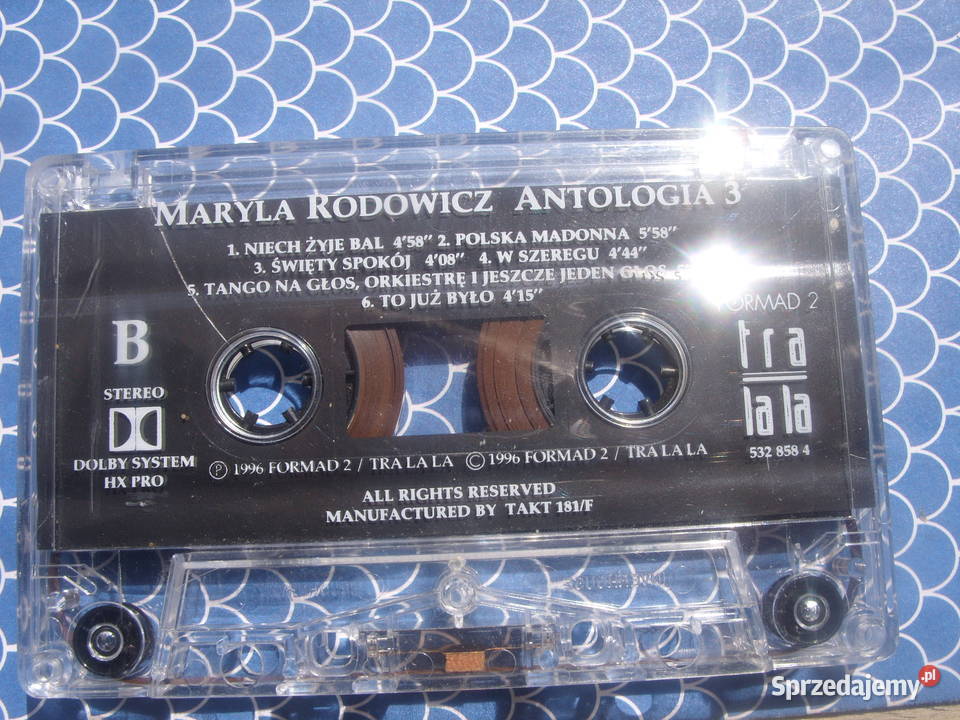 MARYLA RODOWICZ ANTOLOGIA 3
1. NIECH ŻYJE BAL 4'58'' 2. POLSKA MADONNA 5'58''
3. ŚWIĘTY SPOKÓJ 4'08'' 4. W SZEREGU 4'44''
5. TANGO NA GŁOS, ORKIESTRĘ I JESZCZE JEDEN GŁOS
6. TO JUŻ BYŁO 4'15''
FORMAD 2
B
tra
la la
STEREO
532 858 4
DOLBY SYSTEM
HX PRO
Ⓟ 1996 FORMAD 2 / TRA LA LA © 1996 FORMAD 2 / TRA LA LA
ALL RIGHTS RESERVED
MANUFACTURED BY TAKT 181/F
Sprzedajemy.pl